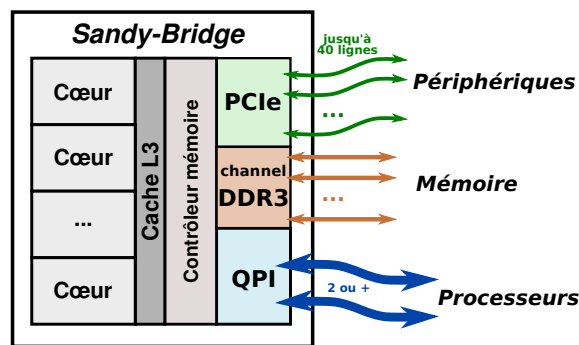 Sandy-Bridge
Cœur
Cœur
...
Cœur
Cache L3
Contrôleur mémoire
PCIe
channel
DDR3
QPI
jusqu'à
40 lignes
...
Périphériques
...
Mémoire
2 ou +
Processeurs